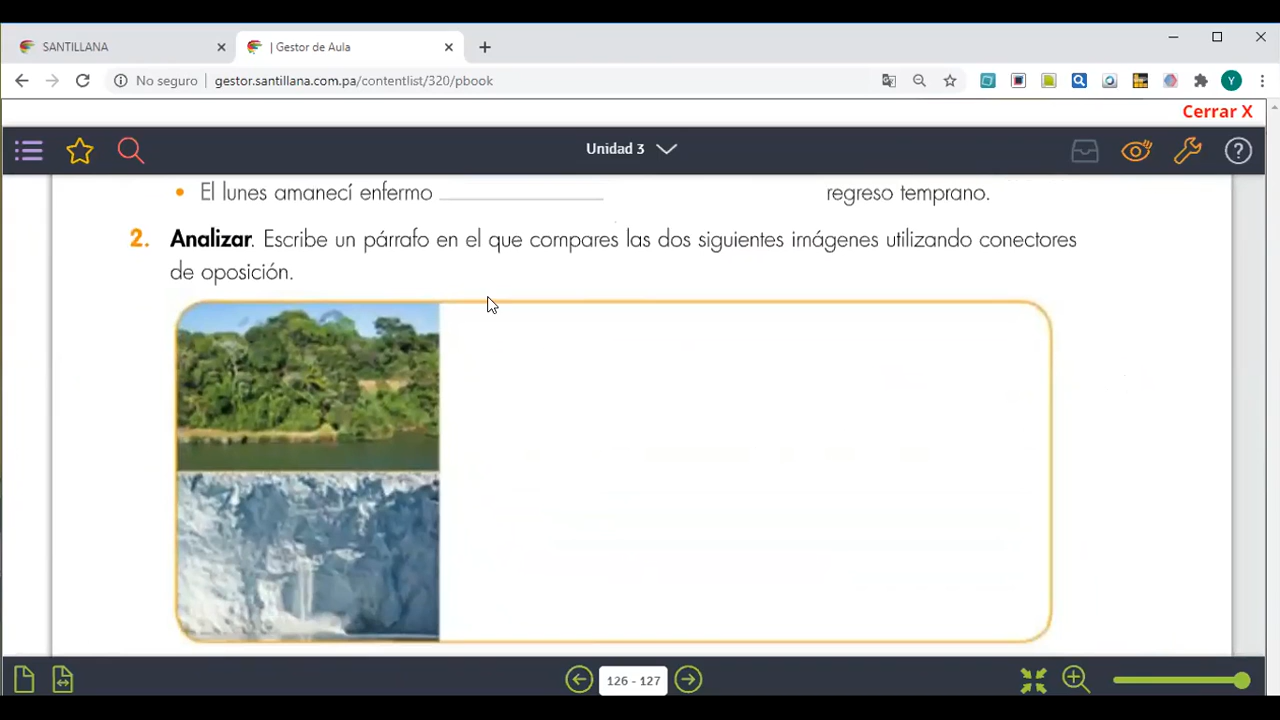 SANTILLANA
| Gestor de Aula
No seguro
gestor.santillana.com.pa/contentlist/320/pbook
Y
Cerrar X
Unidad 3
• El lunes amanecí enfermo ____________ regreso temprano.
2. Analizar. Escribe un párrafo en el que compares las dos siguientes imágenes utilizando conectores
de oposición.
126 - 127